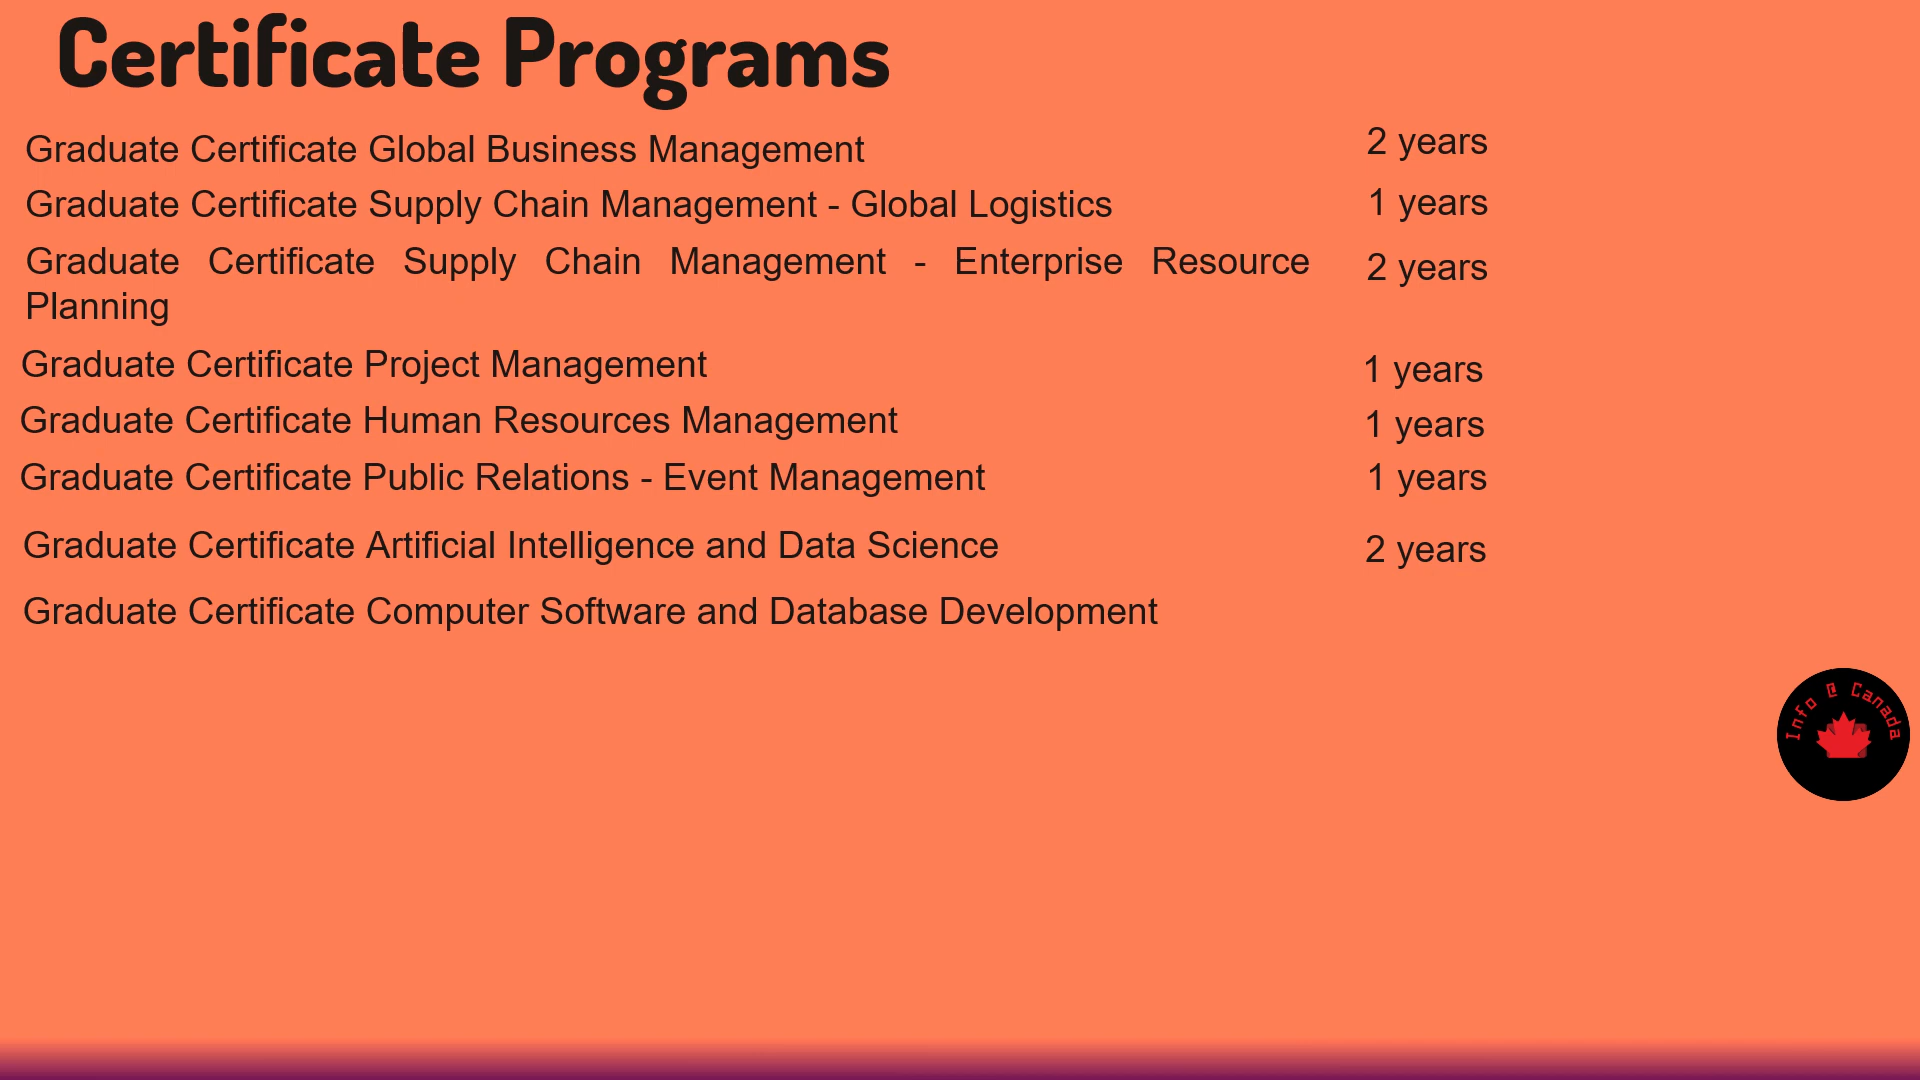 Certificate Programs
Graduate Certificate Global Business Management 2 years
Graduate Certificate Supply Chain Management - Global Logistics 1 years
Graduate Certificate Supply Chain Management - Enterprise Resource 2 years
Planning
Graduate Certificate Project Management 1 years
Graduate Certificate Human Resources Management 1 years
Graduate Certificate Public Relations - Event Management 1 years
Graduate Certificate Artificial Intelligence and Data Science 2 years
Graduate Certificate Computer Software and Database Development
Info @ Canada